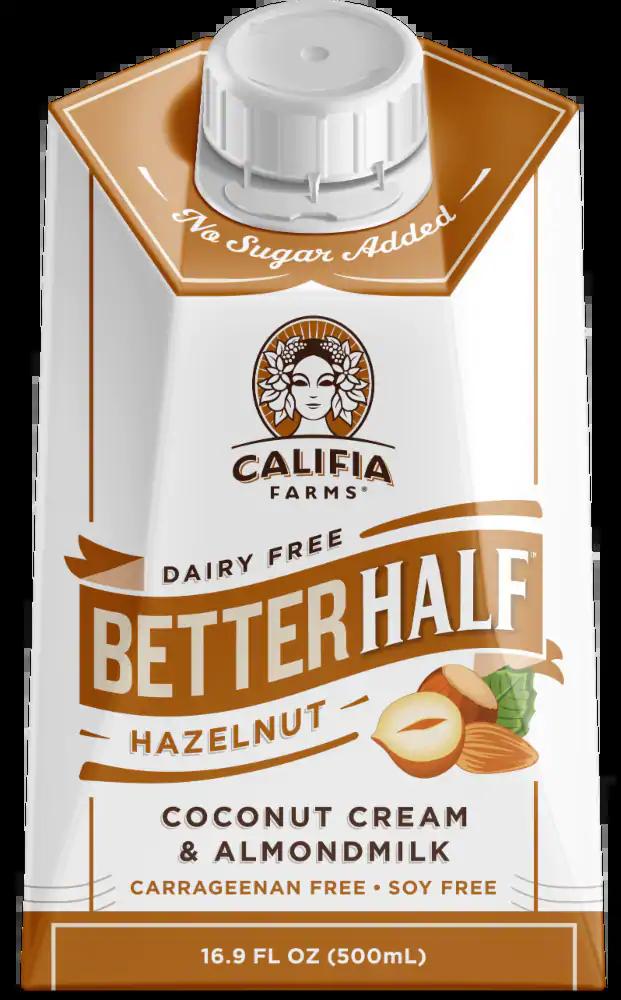 No Sugar Added
CALIFIA
FARMS®
DAIRY FREE
BETTER HALF™
HAZELNUT
COCONUT CREAM
& ALMONDMILK
CARRAGEENAN FREE • SOY FREE
16.9 FL OZ (500mL)